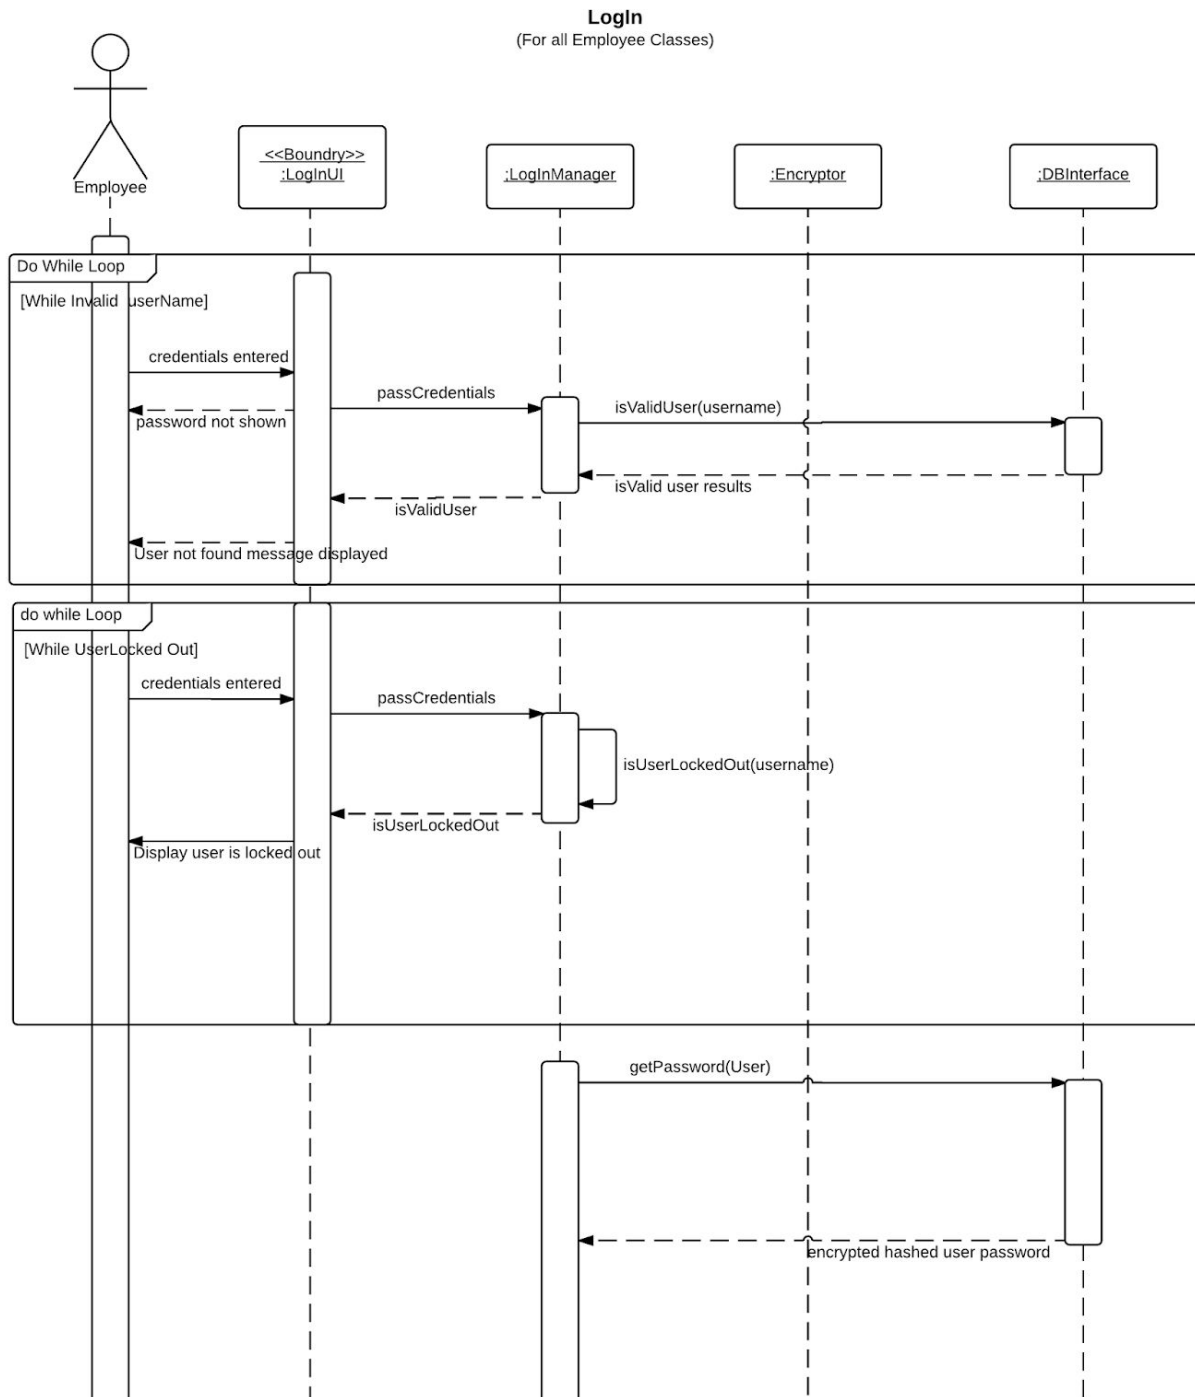 LogIn
(For all Employee Classes)
Employee
<<Boundry>>
:LogInUI
:LogInManager
:Encryptor
:DBInterface
Do While Loop
[While Invalid userName]
credentials entered
passCredentials
isValidUser(username)
password not shown
isValid user results
isValidUser
User not found message displayed
do while Loop
[While UserLocked Out]
credentials entered
passCredentials
isUserLockedOut(username)
isUserLockedOut
Display user is locked out
getPassword(User)
encrypted hashed user password